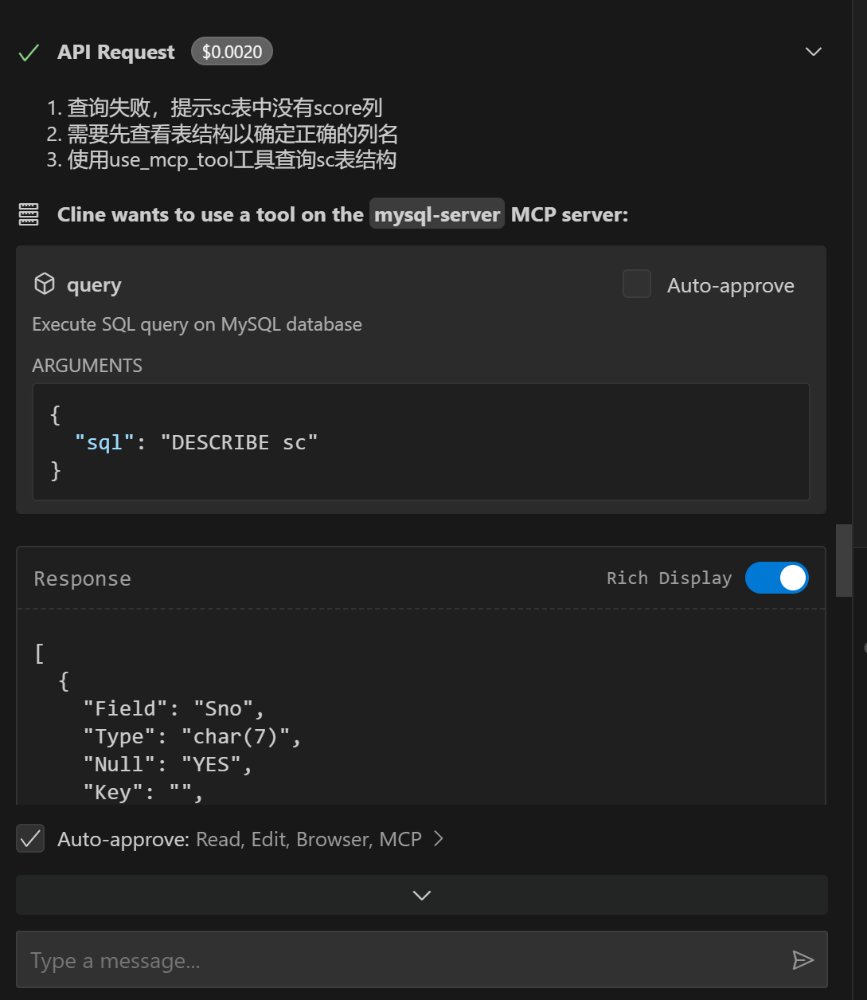 API Request $0.0020
1. 查询失败，提示sc表中没有score列
2. 需要先查看表结构以确定正确的列名
3. 使用use_mcp_tool工具查询sc表结构
Cline wants to use a tool on the mysql-server MCP server:
query Auto-approve
Execute SQL query on MySQL database
ARGUMENTS
{
"sql": "DESCRIBE sc"
}
Response Rich Display
[
{
"Field": "Sno",
"Type": "char(7)",
"Null": "YES",
"Key": "",
Auto-approve: Read, Edit, Browser, MCP
Type a message...